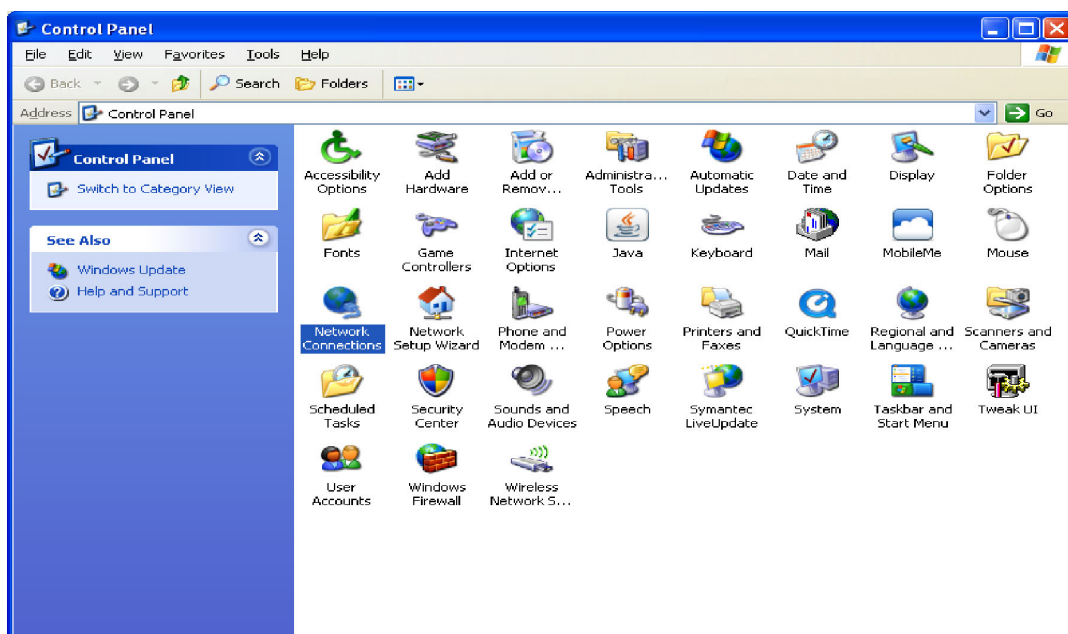 Control Panel
File Edit View Favorites Tools Help
Back Search Folders
Address Control Panel Go
Control Panel
Switch to Category View
See Also
Windows Update
Help and Support
Accessibility Options
Add Hardware
Add or Remov...
Administra... Tools
Automatic Updates
Date and Time
Display
Folder Options
Fonts
Game Controllers
Internet Options
Java
Keyboard
Mail
MobileMe
Mouse
Network Connections
Network Setup Wizard
Phone and Modem ...
Power Options
Printers and Faxes
QuickTime
Regional and Language ...
Scanners and Cameras
Scheduled Tasks
Security Center
Sounds and Audio Devices
Speech
Symantec LiveUpdate
System
Taskbar and Start Menu
Tweak UI
User Accounts
Windows Firewall
Wireless Network S...